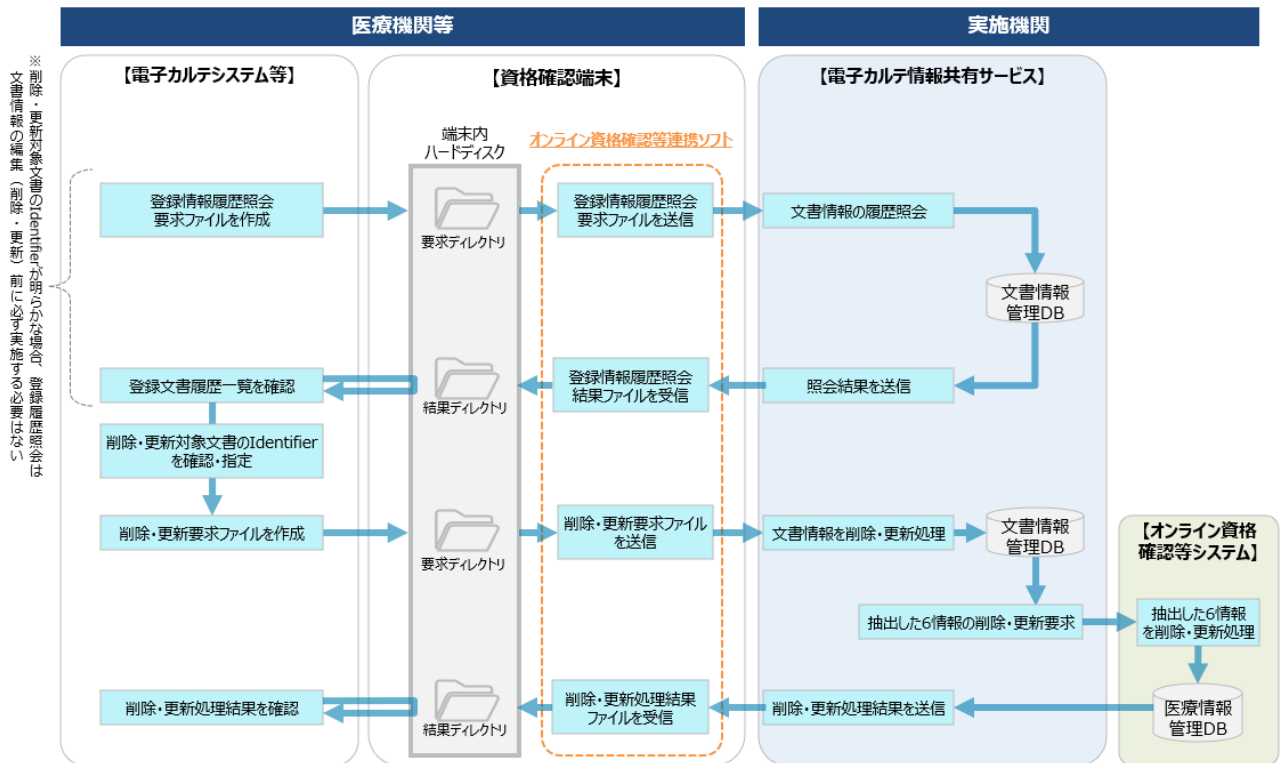 医療機関等
実施機関
※削除・更新対象文書のIdentifierが明らかな場合、登録履歴照会は
文書情報の編集（削除・更新）前に必ず実施する必要はない
【電子カルテシステム等】
【資格確認端末】
【電子カルテ情報共有サービス】
端末内
ハードディスク
オンライン資格確認等連携ソフト
登録情報履歴照会
要求ファイルを作成
要求ディレクトリ
登録情報履歴照会
要求ファイルを送信
文書情報の履歴照会
文書情報
管理DB
登録文書履歴一覧を確認
結果ディレクトリ
登録情報履歴照会
結果ファイルを受信
照会結果を送信
削除・更新対象文書のIdentifier
を確認・指定
削除・更新要求ファイルを作成
要求ディレクトリ
削除・更新要求ファイル
を送信
文書情報を削除・更新処理
文書情報
管理DB
【オンライン資格
確認等システム】
抽出した6情報の削除・更新要求
抽出した6情報
を削除・更新処理
削除・更新処理結果を確認
結果ディレクトリ
削除・更新処理結果
ファイルを受信
削除・更新処理結果を送信
医療情報
管理DB